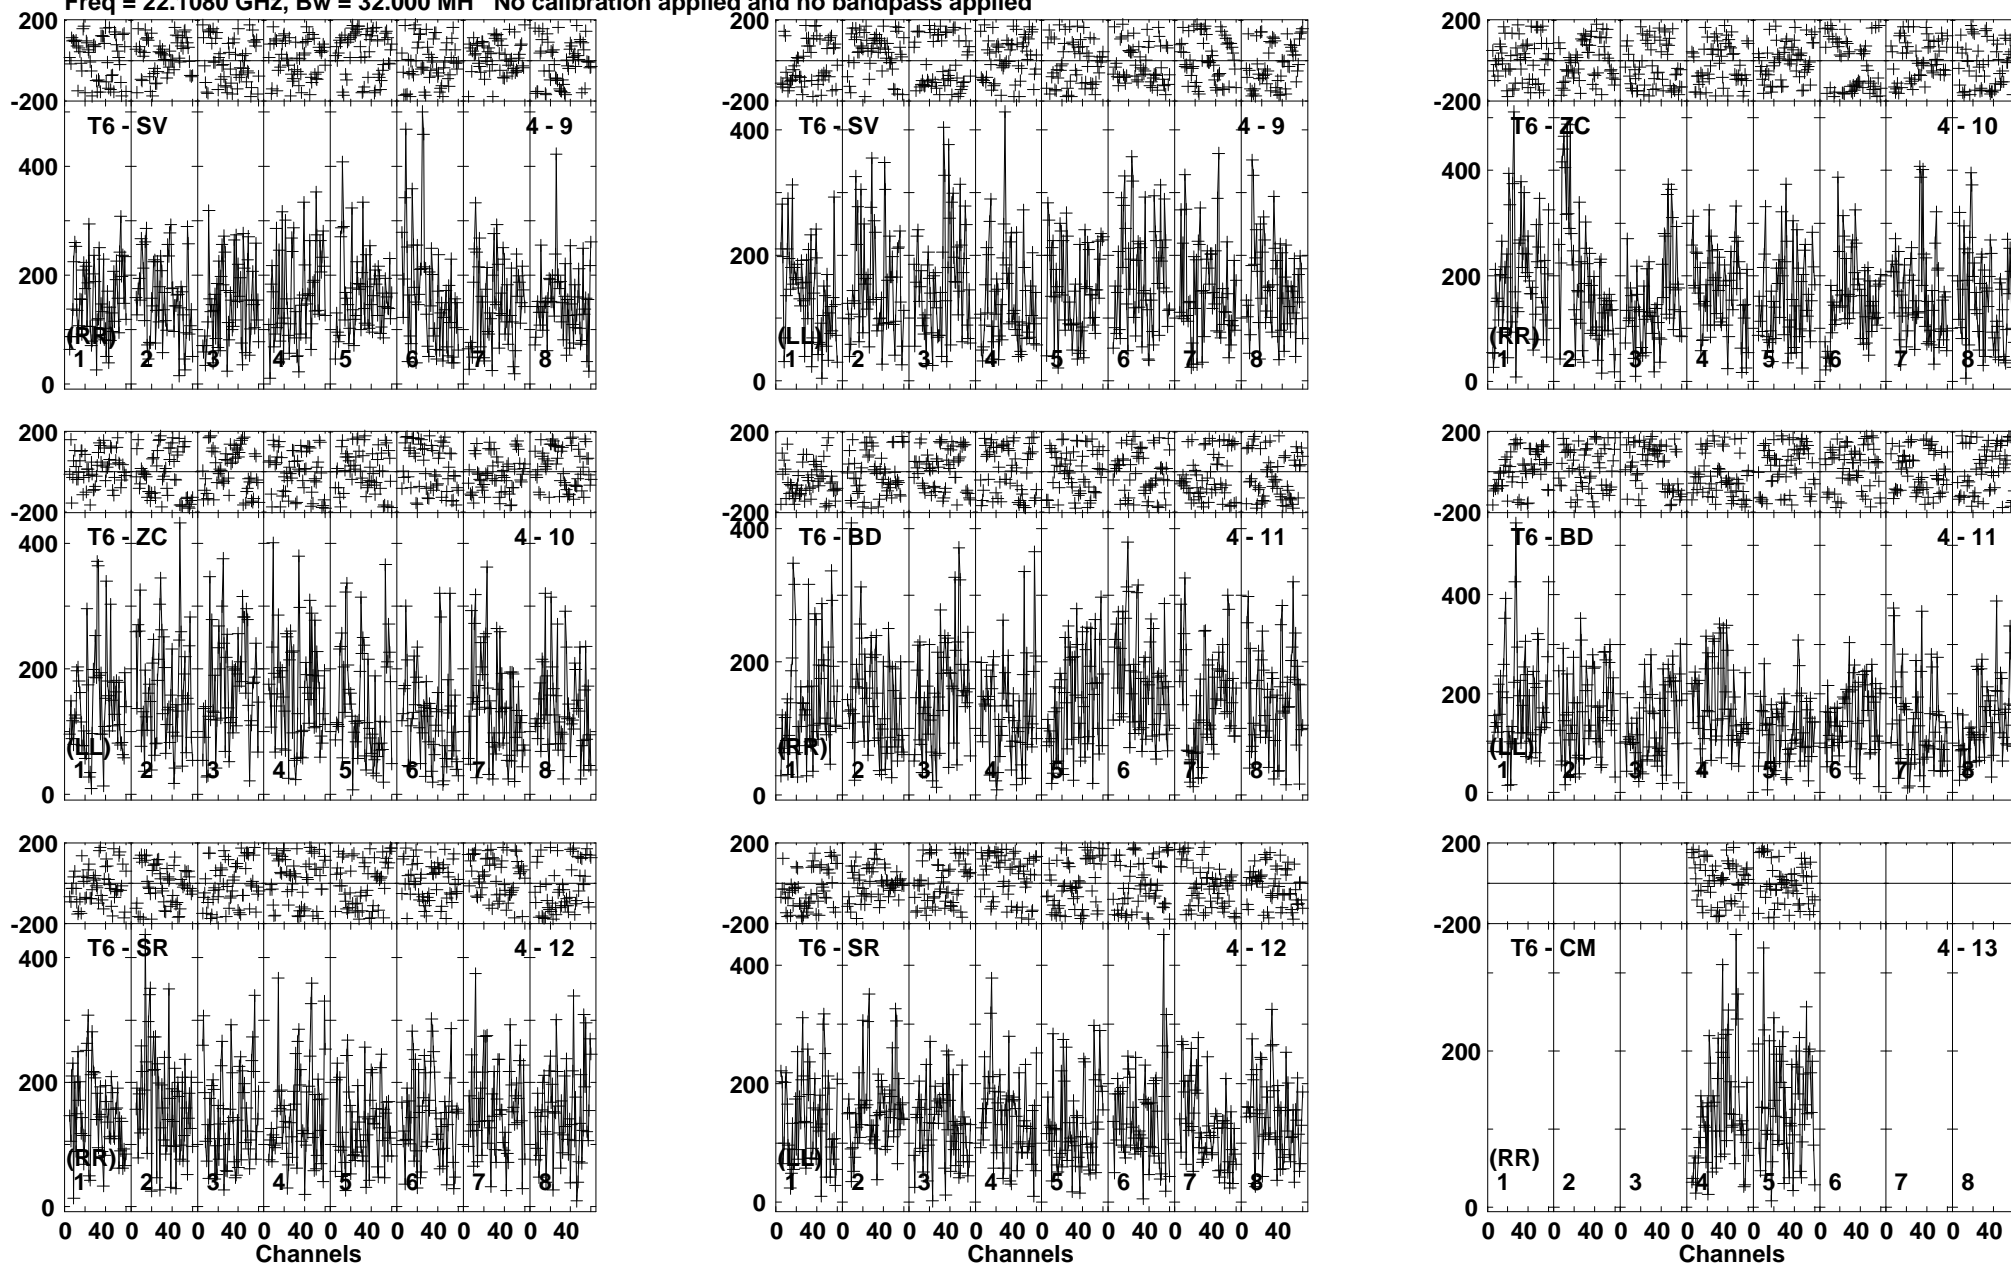 Freq = 22.1080 GHz, Bw = 32.000 MH No calibration applied and no bandpass applied
200 200 200
-200 -200 -200
T6 - SV 4 - 9 T6 - SV 4 - 9 T6 - ZC 4 - 10
400 400 400
200 200 200
(RR) (LL) (RR)
1 2 3 4 5 6 7 8 1 2 3 4 5 6 7 8 1 2 3 4 5 6 7 8
0 0 0
200 200 200
-200 -200 -200
T6 - ZC 4 - 10 T6 - BD 4 - 11 T6 - BD 4 - 11
400 400 400
200 200 200
(LL) (RR) (LL)
1 2 3 4 5 6 7 8 1 2 3 4 5 6 7 8 1 2 3 4 5 6 7 8
0 0 0
200 200 200
-200 -200 -200
T6 - SR 4 - 12 T6 - SR 4 - 12 T6 - CM 4 - 13
400 400
200 200 200
(RR) (LL) (RR)
1 2 3 4 5 6 7 8 1 2 3 4 5 6 7 8 1 2 3 4 5 6 7 8
0 0 0
0 40 0 40 0 40 0 40 0 40 0 40 0 40 0 40 0 40 0 40 0 40 0 40 0 40 0 40 0 40 0 40 0 40 0 40 0 40 0 40 0 40 0 40 0 40 0 40
Channels Channels Channels